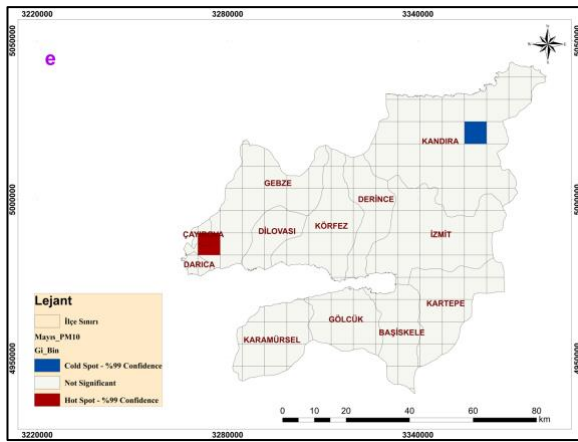 3220000 3280000 3340000
5050000
5050000
e
KANDIRA
GEBZE
DERİNCE
5000000
5000000
ÇAYIROVA
DİLOVASI
KÖRFEZ
İZMİT
DARICA
Lejant
İlçe Sınırı
Mayıs_PM10
Gi_Bin
Cold Spot - %99 Confidence
Not Significant
Hot Spot - %99 Confidence
KARTEPE
GÖLCÜK
BAŞİSKELE
KARAMÜRSEL
4950000
4950000
0 10 20 40 60 80
km
3220000 3280000 3340000